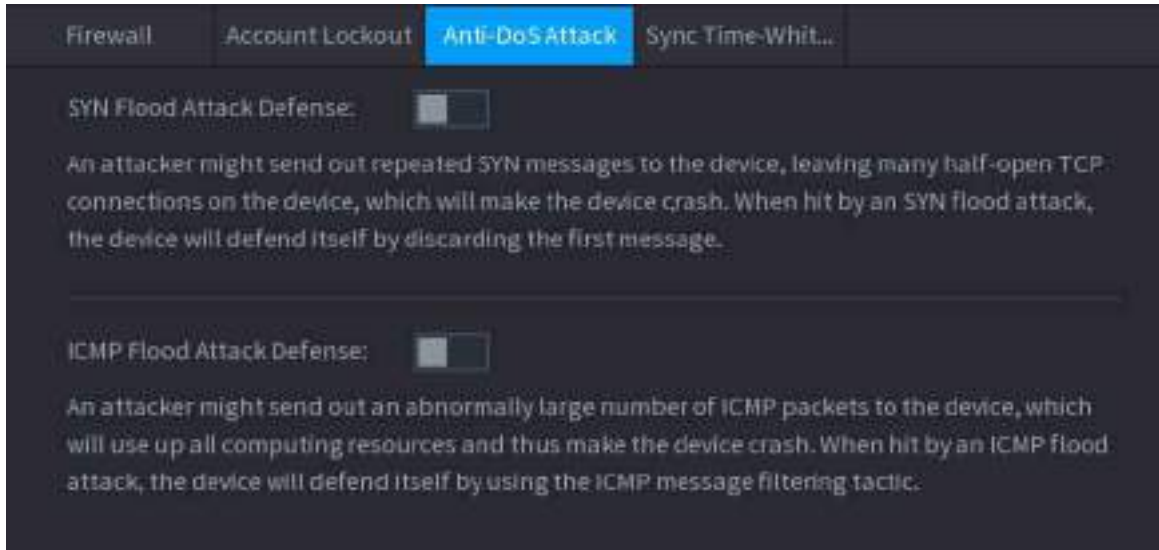 Firewall Account Lockout Anti-DoS Attack Sync Time-Whit...
SYN Flood Attack Defense:
An attacker might send out repeated SYN messages to the device, leaving many half-open TCP
connections on the device, which will make the device crash. When hit by an SYN flood attack,
the device will defend itself by discarding the first message.
ICMP Flood Attack Defense:
An attacker might send out an abnormally large number of ICMP packets to the device, which
will use up all computing resources and thus make the device crash. When hit by an ICMP flood
attack, the device will defend itself by using the ICMP message filtering tactic.